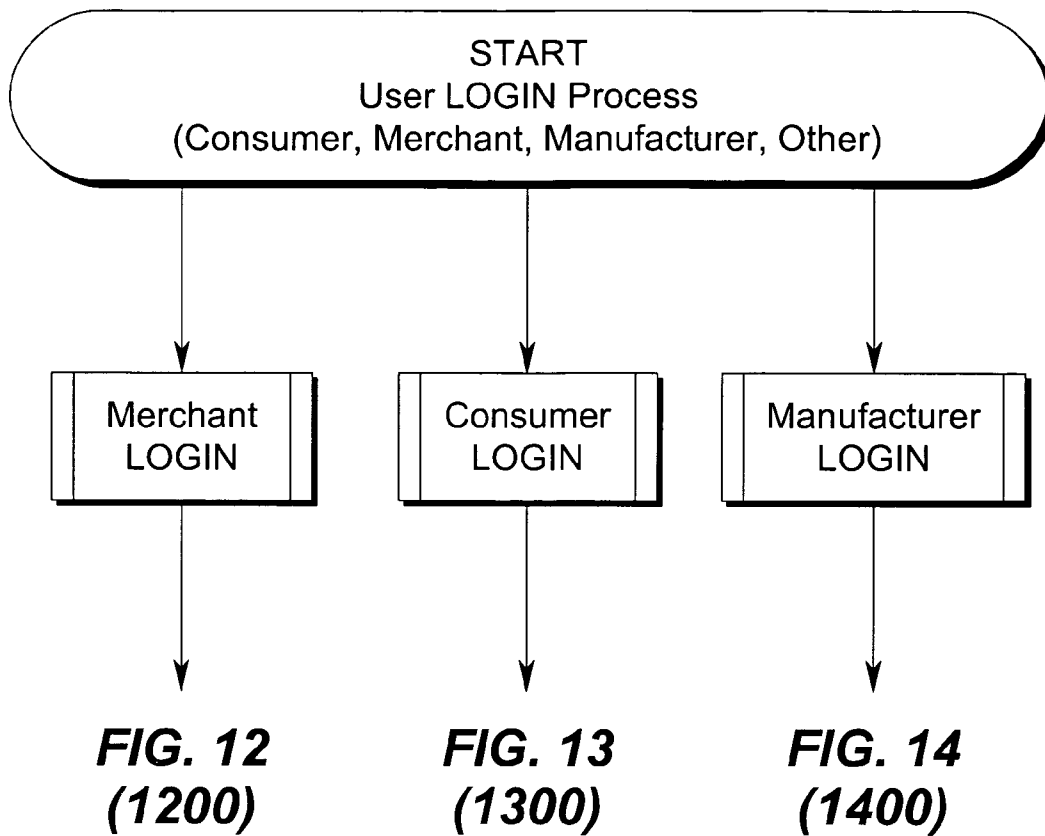 START
User LOGIN Process
(Consumer, Merchant, Manufacturer, Other)
Merchant
LOGIN
Consumer
LOGIN
Manufacturer
LOGIN
FIG. 12
(1200)
FIG. 13
(1300)
FIG. 14
(1400)